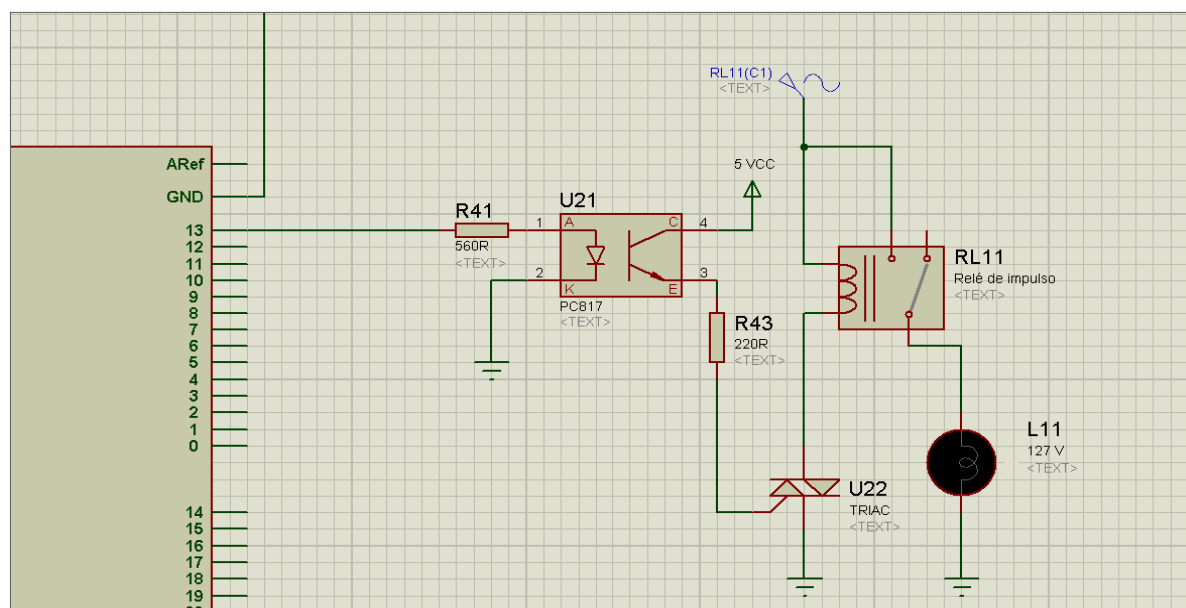 RL11(C1)
<TEXT>
5 VCC
ARef
GND
13
12
11
10
9
8
7
6
5
4
3
2
1
0
14
15
16
17
18
19
R41
560R
<TEXT>
U21
1
A
C
4
2
K
E
3
PC817
<TEXT>
R43
220R
<TEXT>
RL11
Relé de impulso
<TEXT>
L11
127 V
<TEXT>
U22
TRIAC
<TEXT>